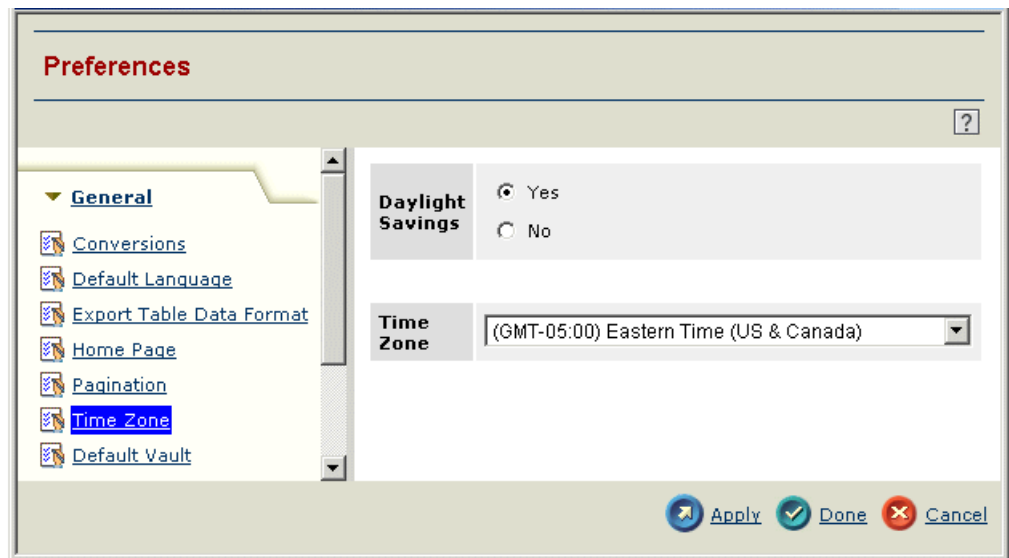 Preferences
?
General
Conversions
Default Language
Export Table Data Format
Home Page
Pagination
Time Zone
Default Vault
Daylight
Savings
Yes
No
Time
Zone
(GMT-05:00) Eastern Time (US & Canada)
Apply
Done
Cancel